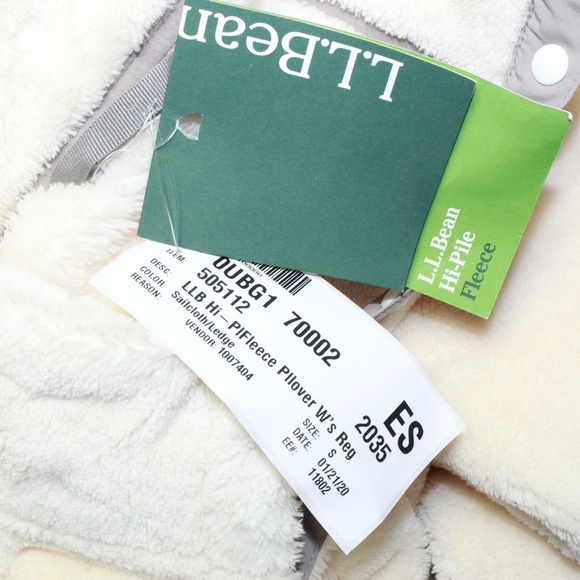 L.L.Bean
L.L.Bean
Hi-Pile
Fleece
ITEM: 0UBG1 70002
505112
DESC: LLB Hi-PlFleece Pllover W's Reg
COLOR: Sailcloth/Ledge
REASON:
VENDOR: 1007404
ES
2035
SIZE: S
DATE: 01/21/20
EE#: 11802